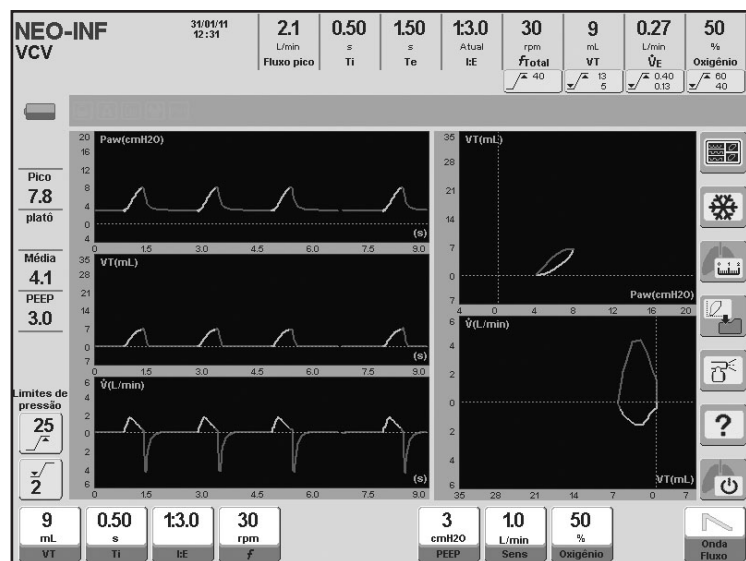 NEO-INF
VCV
31/01/11
12:31
2.1 0.50 1.50 1:3.0 30 9 0.27 50
L/min s s Atual rpm mL L/min %
Fluxo pico Ti Te I:E fTotal VT V̇E Oxigénio
40 13 0.40 60
5 0.13 40
Pico
7.8
platô
Média
4.1
PEEP
3.0
Limites de
pressão
25
2
Paw(cmH2O)
20
16
12
8
4
0
4
(s)
0 1.5 3.0 4.5 6.0 7.5 9.0
VT(mL)
35
28
21
14
7
0
7
(s)
0 1.5 3.0 4.5 6.0 7.5 9.0
V̇(L/min)
6
4
2
0
2
4
6
(s)
0 1.5 3.0 4.5 6.0 7.5 9.0
VT(mL)
35
28
21
14
7
0
7
Paw(cmH2O)
4 0 4 8 12 16 20
V̇(L/min)
6
4
2
0
2
4
6
VT(mL)
35 28 21 14 7 0 7
?
9 0.50 1:3.0 30 3 1.0 50
mL s rpm cmH2O L/min %
VT Ti I:E f PEEP Sens Oxigénio
Onda
Fluxo